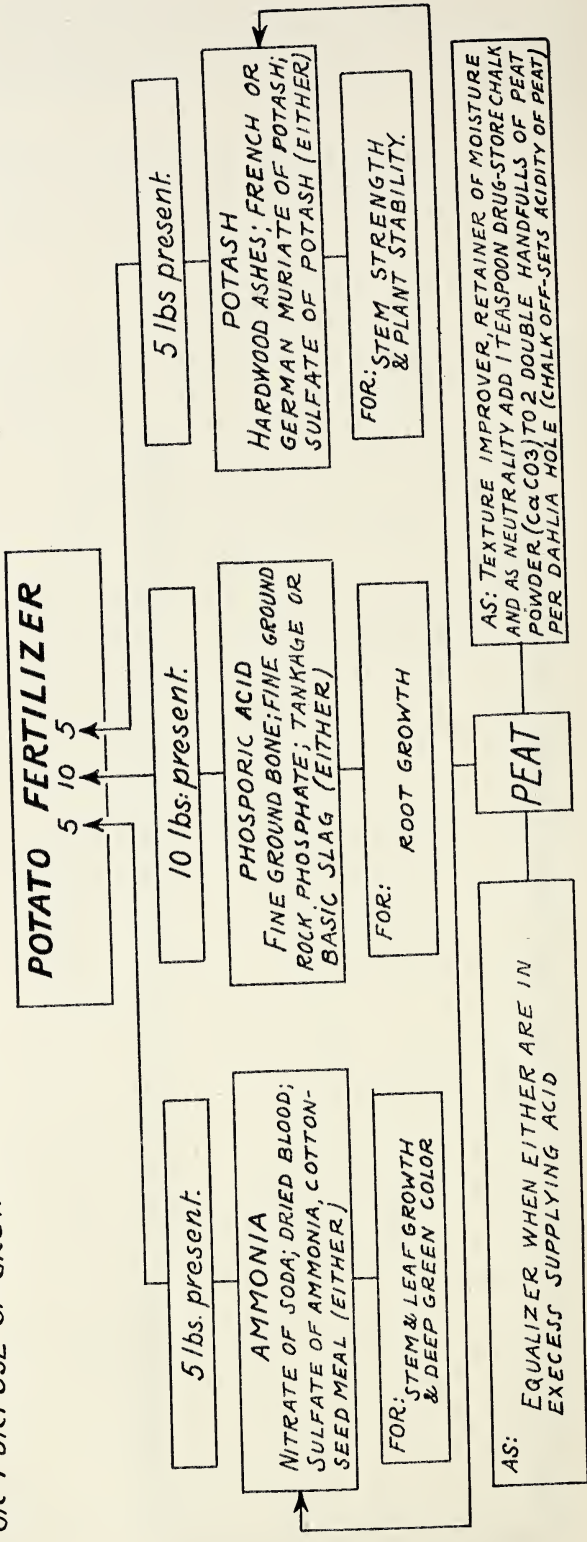 OR PURPOSE OF EACH
POTATO FERTILIZER
5 10 5
5 lbs. present.
AMMONIA
NITRATE OF SODA; DRIED BLOOD;
SULFATE OF AMMONIA, COTTON-
SEED MEAL (EITHER)
FOR: STEM & LEAF GROWTH
& DEEP GREEN COLOR
10 lbs: present.
PHOSPORIC ACID
FINE GROUND BONE; FINE GROUND
ROCK PHOSPHATE; TANKAGE OR
BASIC SLAG (EITHER)
FOR: ROOT GROWTH
5 lbs present.
POTASH
HARDWOOD ASHES; FRENCH OR
GERMAN MURIATE OF POTASH;
SULFATE OF POTASH (EITHER)
FOR: STEM STRENGTH
& PLANT STABILITY.
AS: EQUALIZER WHEN EITHER ARE IN
EXECESS SUPPLYING ACID
PEAT
AS: TEXTURE IMPROVER, RETAINER OF MOISTURE
AND AS NEUTRALITY ADD 1 TEASPOON DRUG-STORE CHALK
POWDER (CaCO3) TO 2 DOUBLE HANDFULLS OF PEAT
PER DAHLIA HOLE (CHALK OFF-SETS ACIDITY OF PEAT)